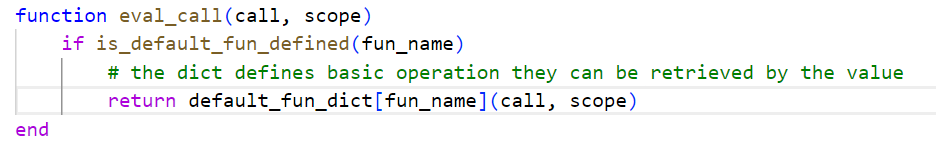 function eval_call(call, scope)
if is_default_fun_defined(fun_name)
# the dict defines basic operation they can be retrieved by the value
return default_fun_dict[fun_name](call, scope)
end